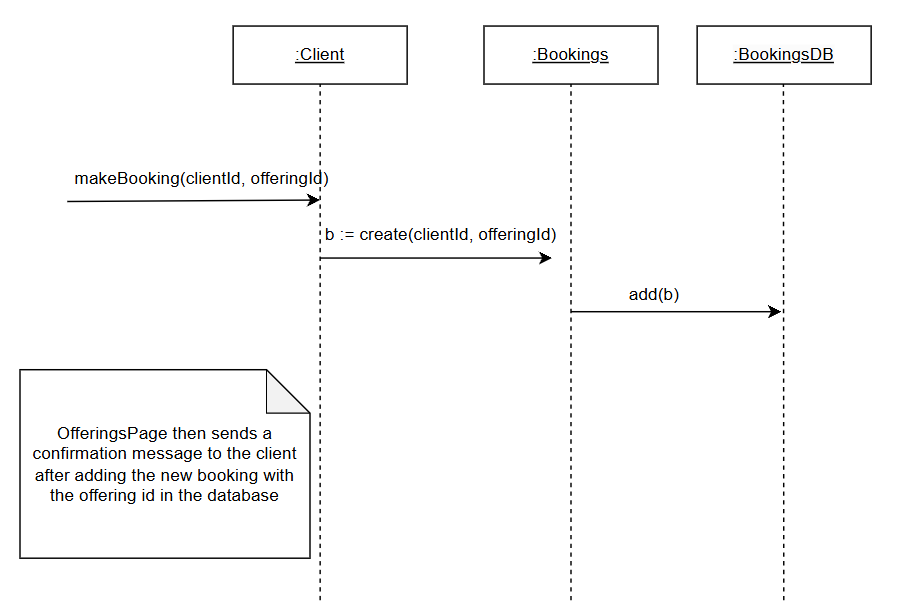 :Client
:Bookings
:BookingsDB
makeBooking(clientId, offeringId)
b := create(clientId, offeringId)
add(b)
OfferingsPage then sends a
confirmation message to the client
after adding the new booking with
the offering id in the database